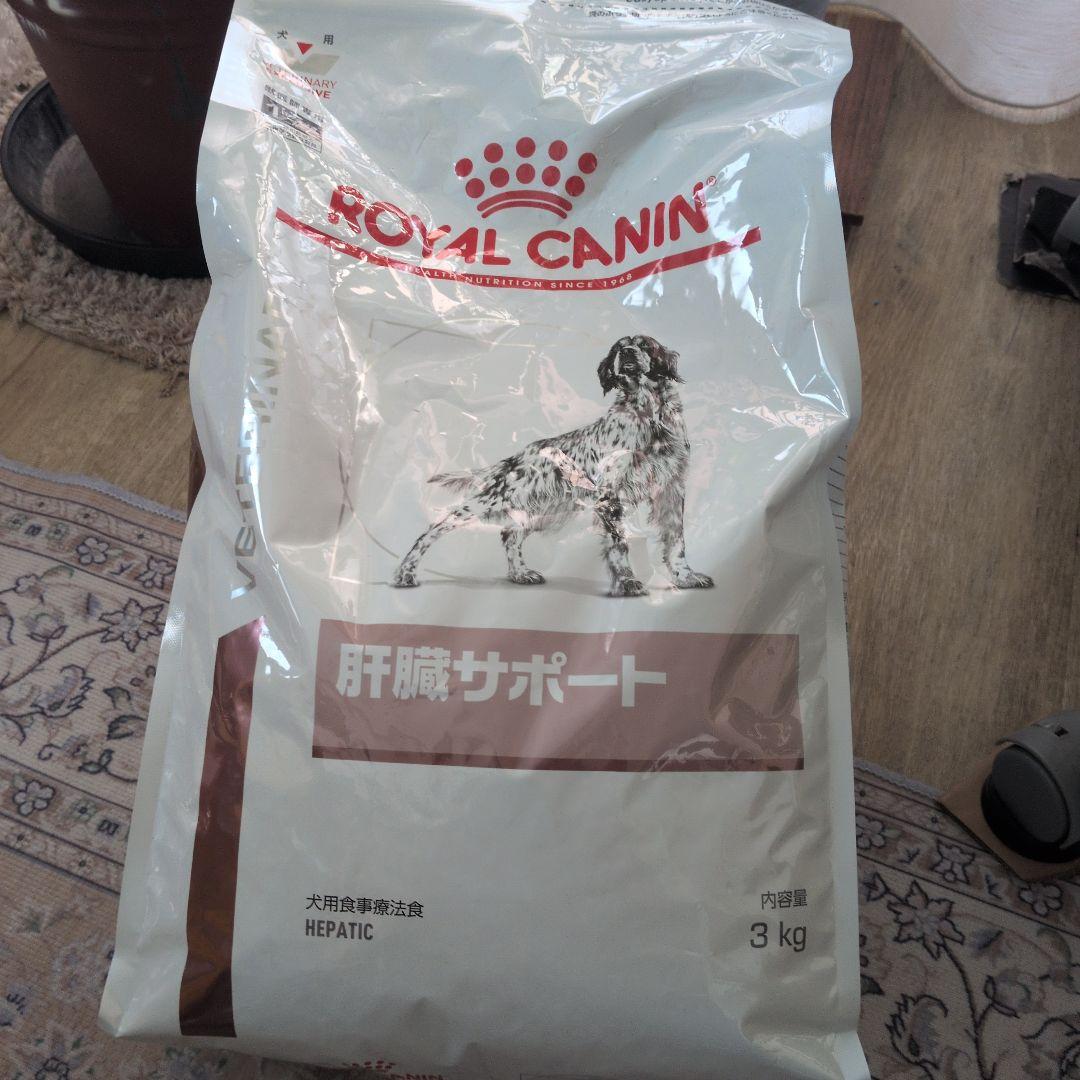 犬用
ROYAL CANIN®
HEALTH NUTRITION SINCE 1968
肝臓サポート
犬用食事療法食
HEPATIC
内容量
3 kg